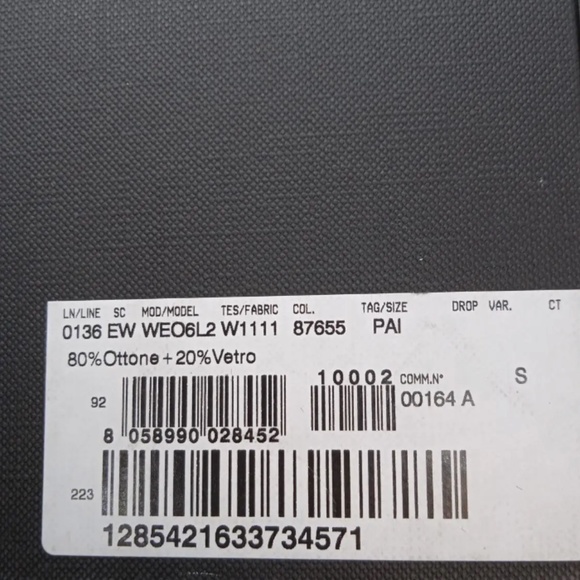 LN/LINE SC MOD/MODEL TES/FABRIC COL. TAG/SIZE DROP VAR. CT
0136 EW WEO6L2 W1111 87655 PAI
80%Ottone+20%Vetro
10002 COMM.N° S
92 00164 A
8 058990 028452
223
1285421633734571